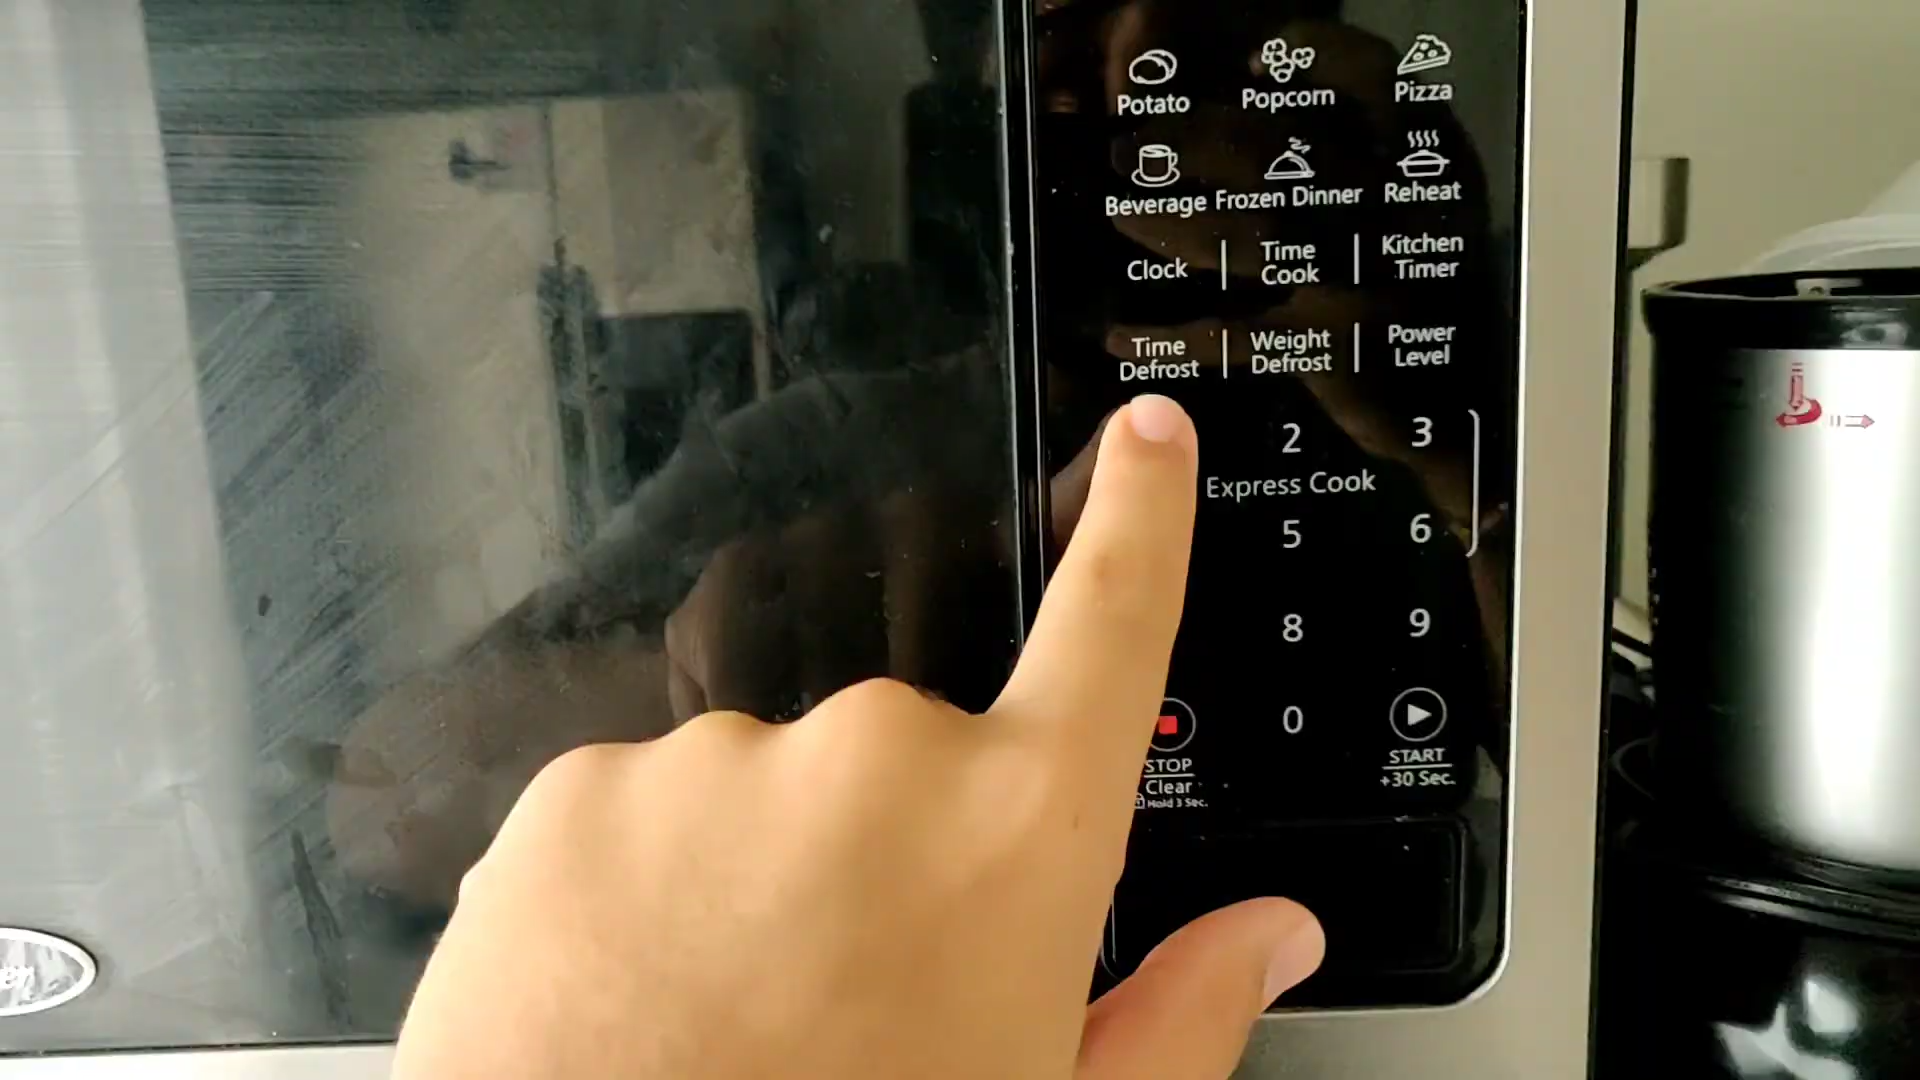 Potato Popcorn Pizza
Beverage Frozen Dinner Reheat
Clock Time Cook Kitchen Timer
Time Defrost Weight Defrost Power Level
2 3
Express Cook
5 6
8 9
0
STOP
Clear
Hold 3 Sec.
START
+30 Sec.